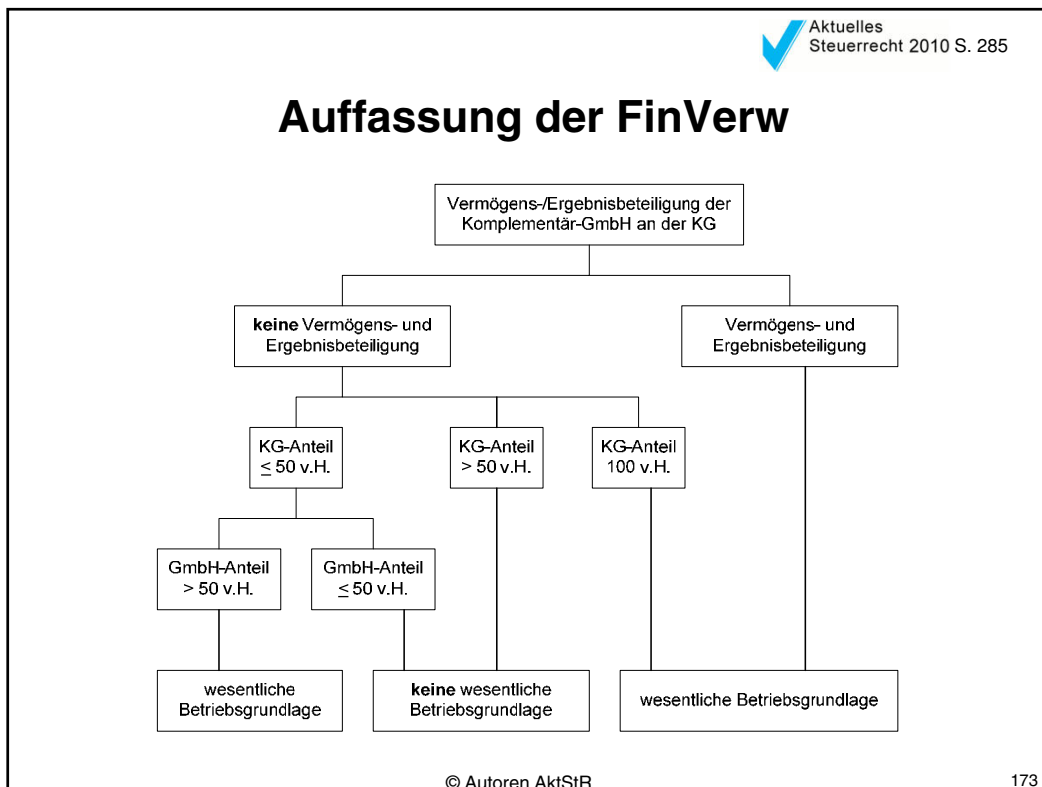 Aktuelles
Steuerrecht 2010 S. 285
Auffassung der FinVerw
Vermögens-/Ergebnisbeteiligung der
Komplementär-GmbH an der KG
keine Vermögens- und
Ergebnisbeteiligung
Vermögens- und
Ergebnisbeteiligung
KG-Anteil
≤ 50 v.H.
KG-Anteil
> 50 v.H.
KG-Anteil
100 v.H.
GmbH-Anteil
> 50 v.H.
GmbH-Anteil
≤ 50 v.H.
wesentliche
Betriebsgrundlage
keine wesentliche
Betriebsgrundlage
wesentliche Betriebsgrundlage
© Autoren AktStR
173